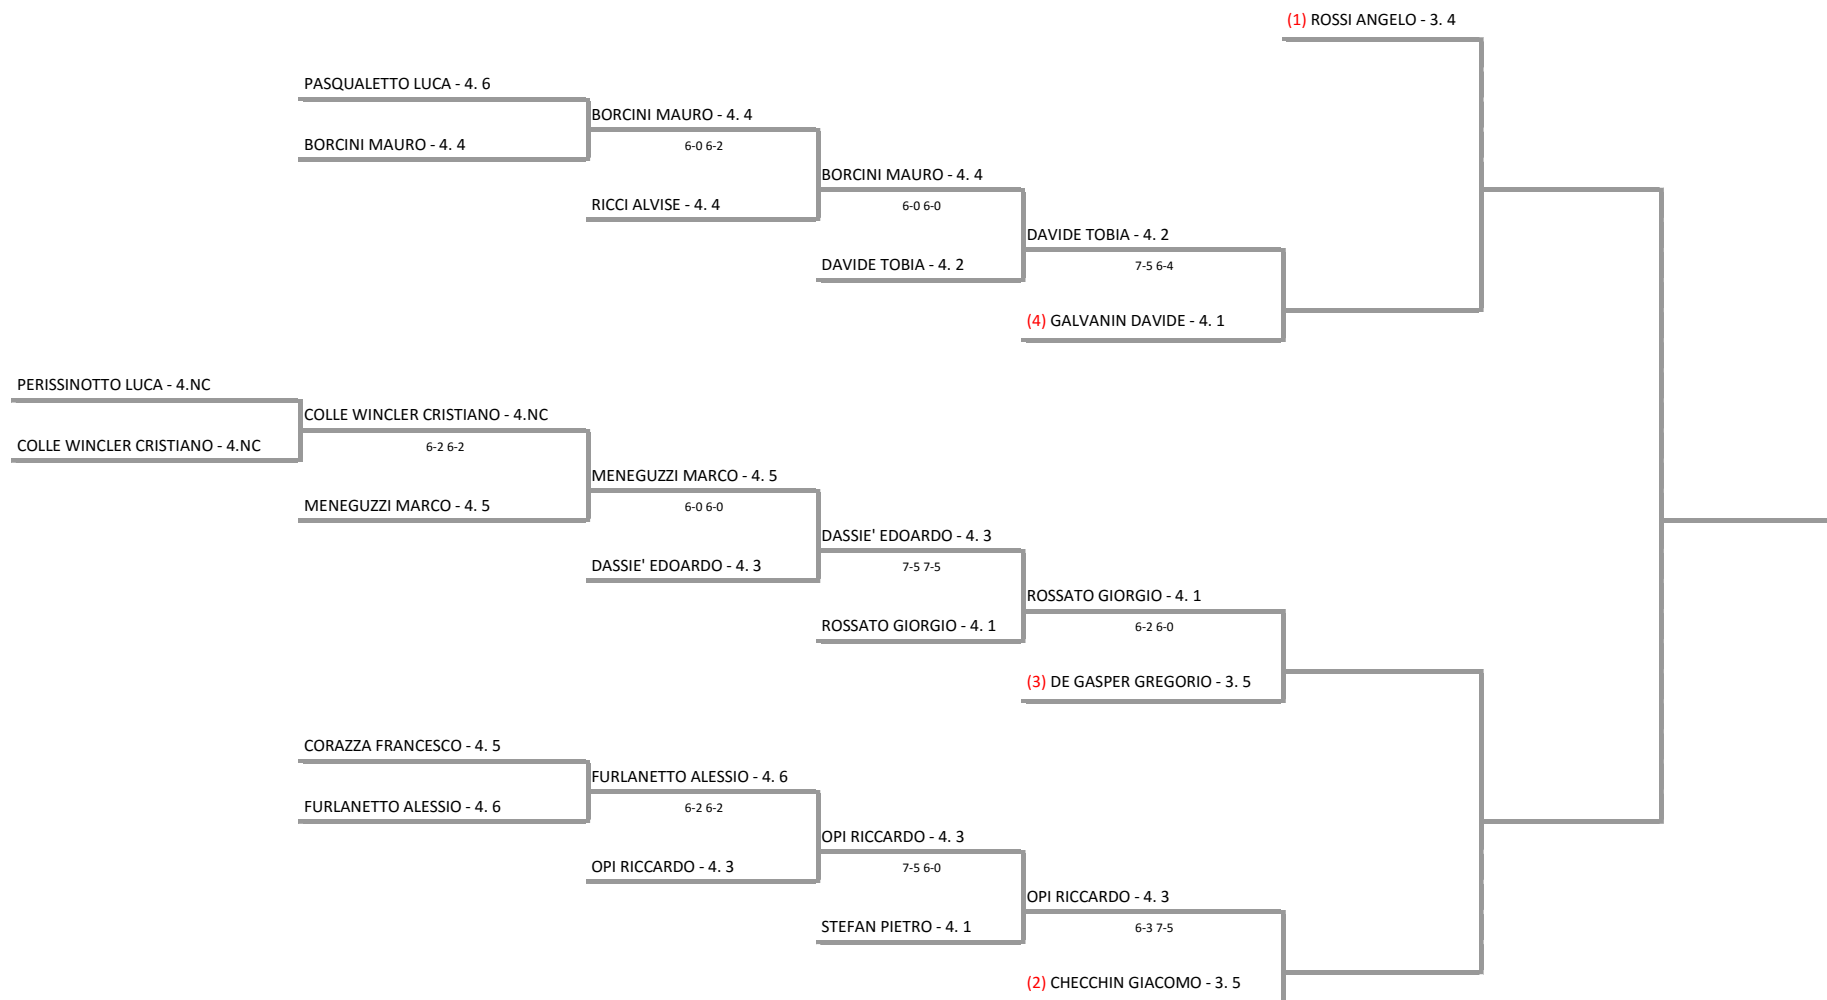 (1) ROSSI ANGELO - 3. 4
PASQUALETTO LUCA - 4. 6
BORCINI MAURO - 4. 4
BORCINI MAURO - 4. 4
6-0 6-2
BORCINI MAURO - 4. 4
RICCI ALVISE - 4. 4
6-0 6-0
DAVIDE TOBIA - 4. 2
DAVIDE TOBIA - 4. 2
7-5 6-4
(4) GALVANIN DAVIDE - 4. 1
PERISSINOTTO LUCA - 4.NC
COLLE WINCLER CRISTIANO - 4.NC
COLLE WINCLER CRISTIANO - 4.NC
6-2 6-2
MENEGUZZI MARCO - 4. 5
MENEGUZZI MARCO - 4. 5
6-0 6-0
DASSIE' EDOARDO - 4. 3
DASSIE' EDOARDO - 4. 3
7-5 7-5
ROSSATO GIORGIO - 4. 1
ROSSATO GIORGIO - 4. 1
6-2 6-0
(3) DE GASPER GREGORIO - 3. 5
CORAZZA FRANCESCO - 4. 5
FURLANETTO ALESSIO - 4. 6
FURLANETTO ALESSIO - 4. 6
6-2 6-2
OPI RICCARDO - 4. 3
OPI RICCARDO - 4. 3
7-5 6-0
OPI RICCARDO - 4. 3
STEFAN PIETRO - 4. 1
6-3 7-5
(2) CHECCHIN GIACOMO - 3. 5